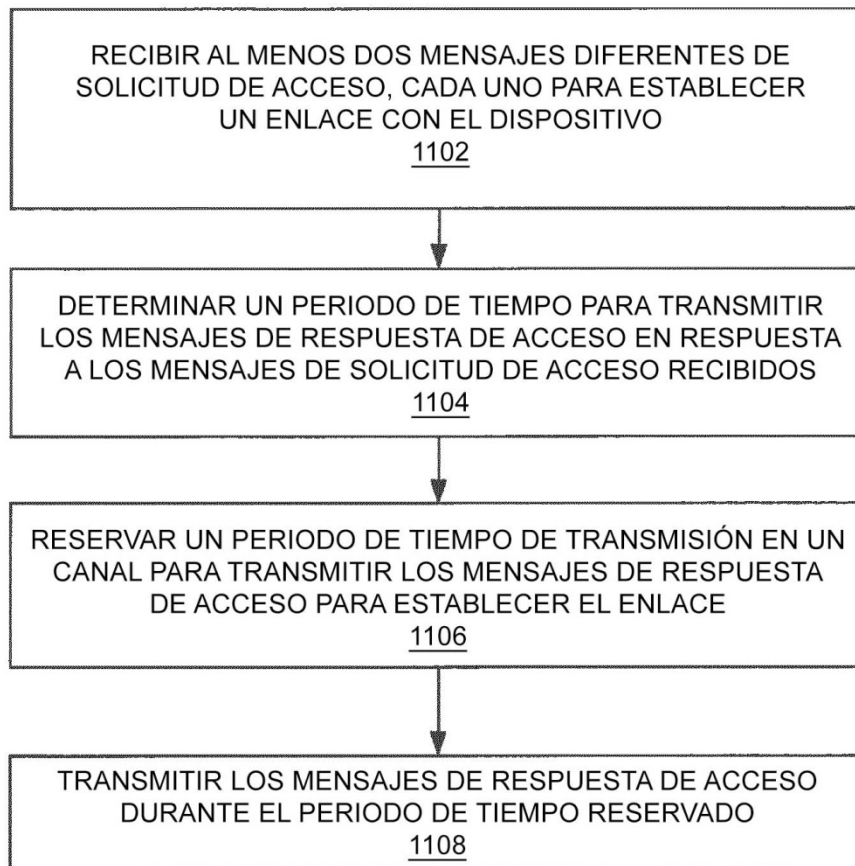 RECIBIR AL MENOS DOS MENSAJES DIFERENTES DE
SOLICITUD DE ACCESO, CADA UNO PARA ESTABLECER
UN ENLACE CON EL DISPOSITIVO
1102
DETERMINAR UN PERIODO DE TIEMPO PARA TRANSMITIR
LOS MENSAJES DE RESPUESTA DE ACCESO EN RESPUESTA
A LOS MENSAJES DE SOLICITUD DE ACCESO RECIBIDOS
1104
RESERVAR UN PERIODO DE TIEMPO DE TRANSMISIÓN EN UN
CANAL PARA TRANSMITIR LOS MENSAJES DE RESPUESTA
DE ACCESO PARA ESTABLECER EL ENLACE
1106
TRANSMITIR LOS MENSAJES DE RESPUESTA DE ACCESO
DURANTE EL PERIODO DE TIEMPO RESERVADO
1108